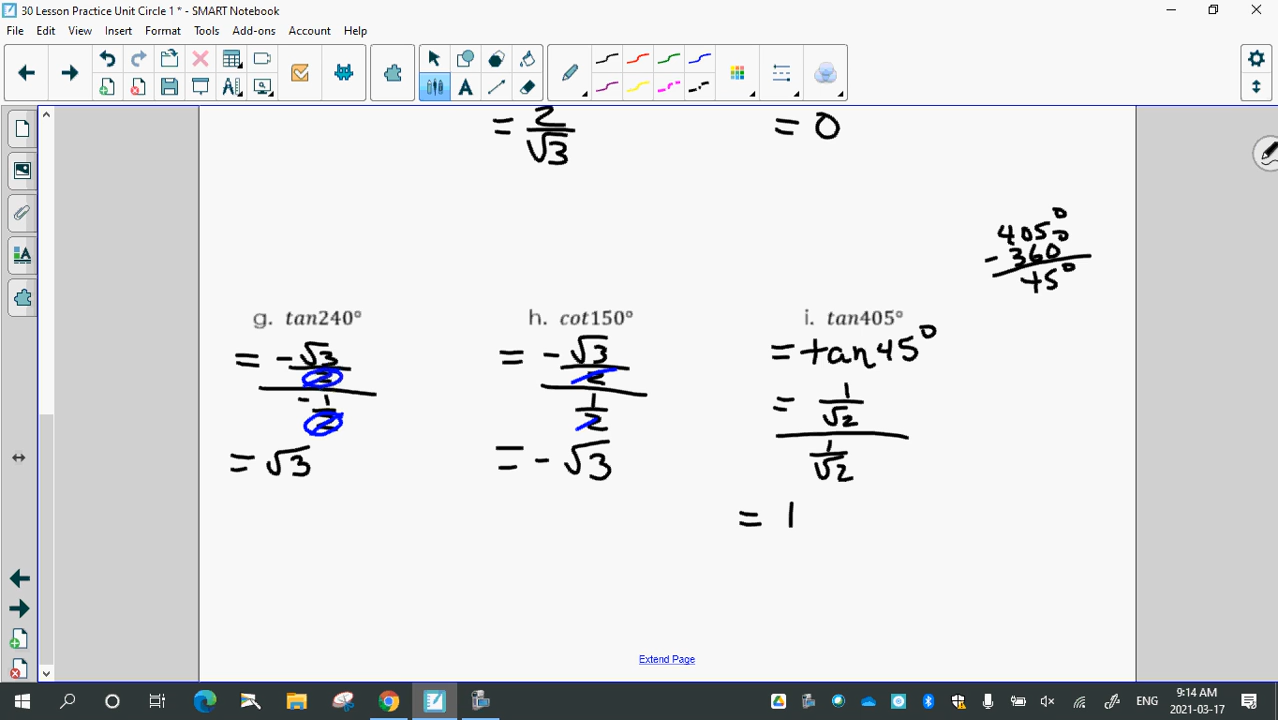 30 Lesson Practice Unit Circle 1 * - SMART Notebook
File Edit View Insert Format Tools Add-ons Account Help
= 2/√3
= 0
405°
- 360°
45°
g. tan240°
h. cot150°
i. tan405°
= -√3/2
= -√3/2
= tan45°
-1/2
1/2
= 1/√2
1/√2
= √3
= -√3
= 1
Extend Page
ENG
9:14 AM
2021-03-17